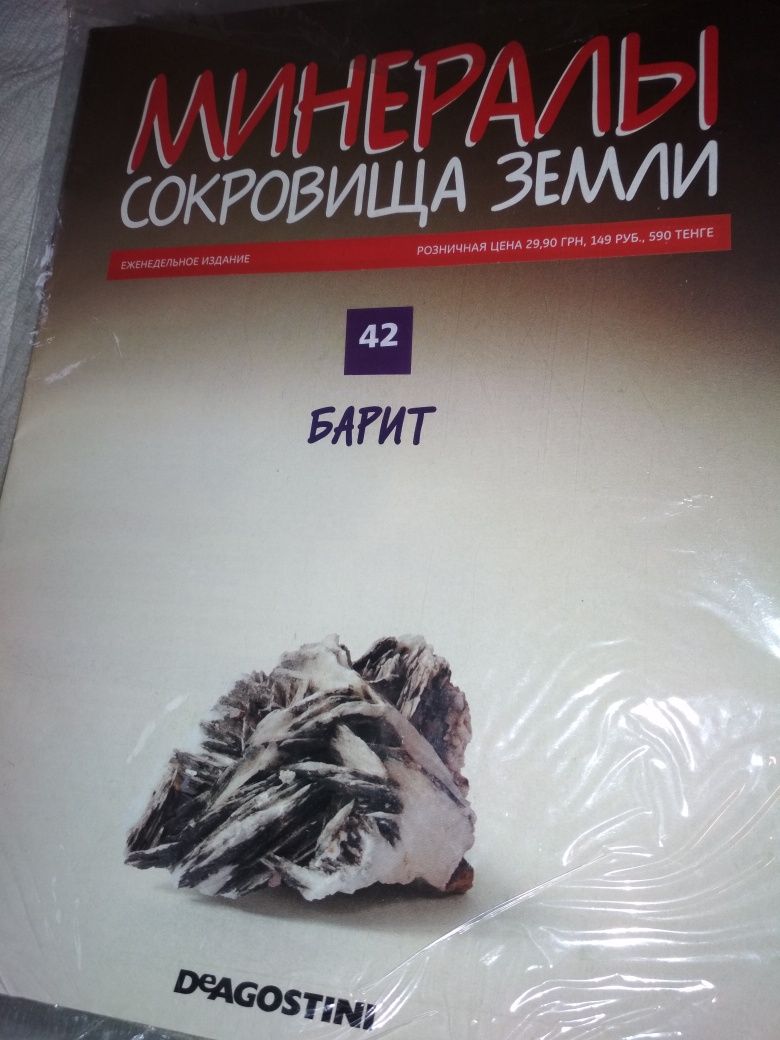 МИНЕРАЛЫ
СОКРОВИЩА ЗЕМЛИ
ЕЖЕНЕДЕЛЬНОЕ ИЗДАНИЕ
РОЗНИЧНАЯ ЦЕНА 29,90 ГРН, 149 РУБ., 590 ТЕНГЕ
42
БАРИТ
DeAGOSTINI